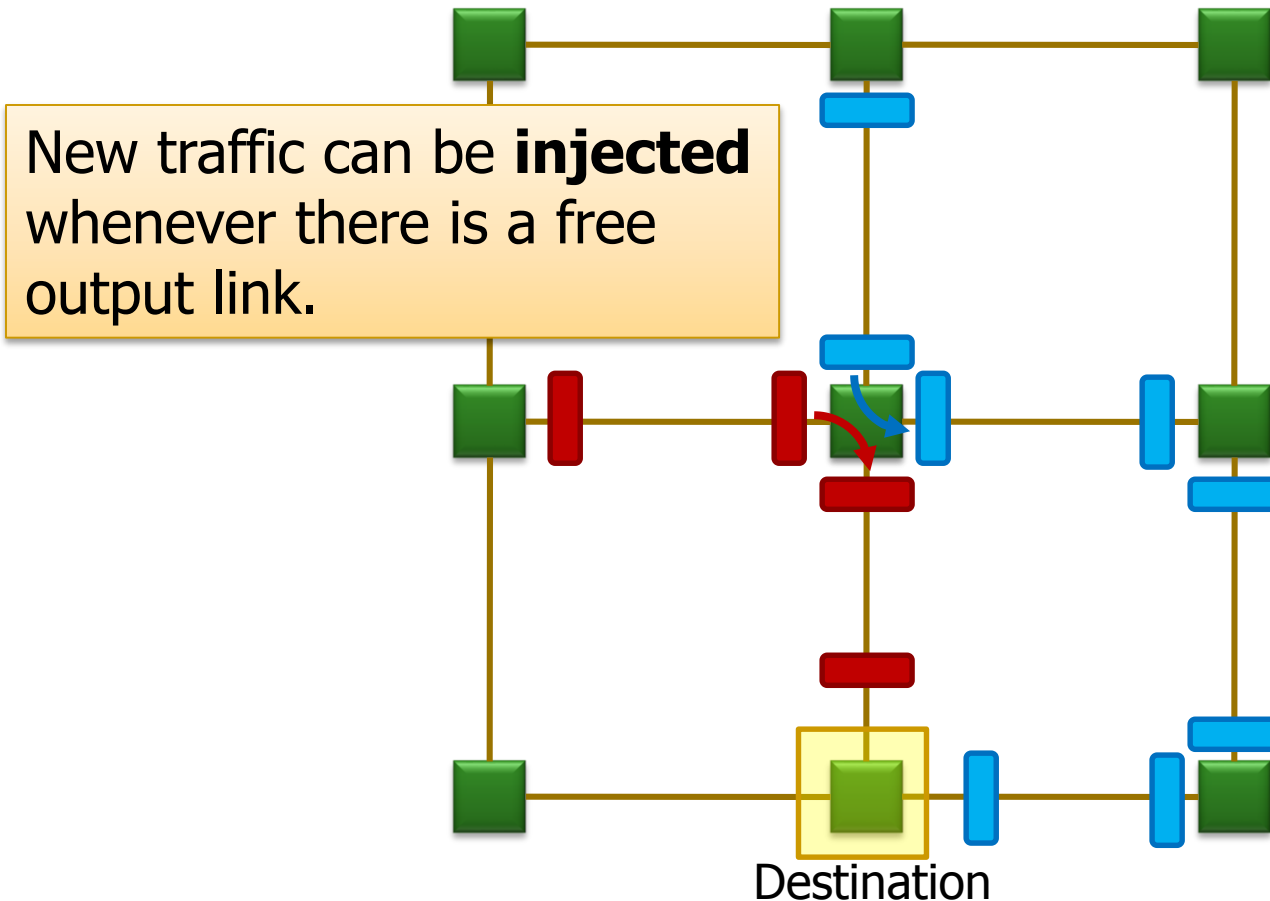 New traffic can be injected
whenever there is a free
output link.
Destination